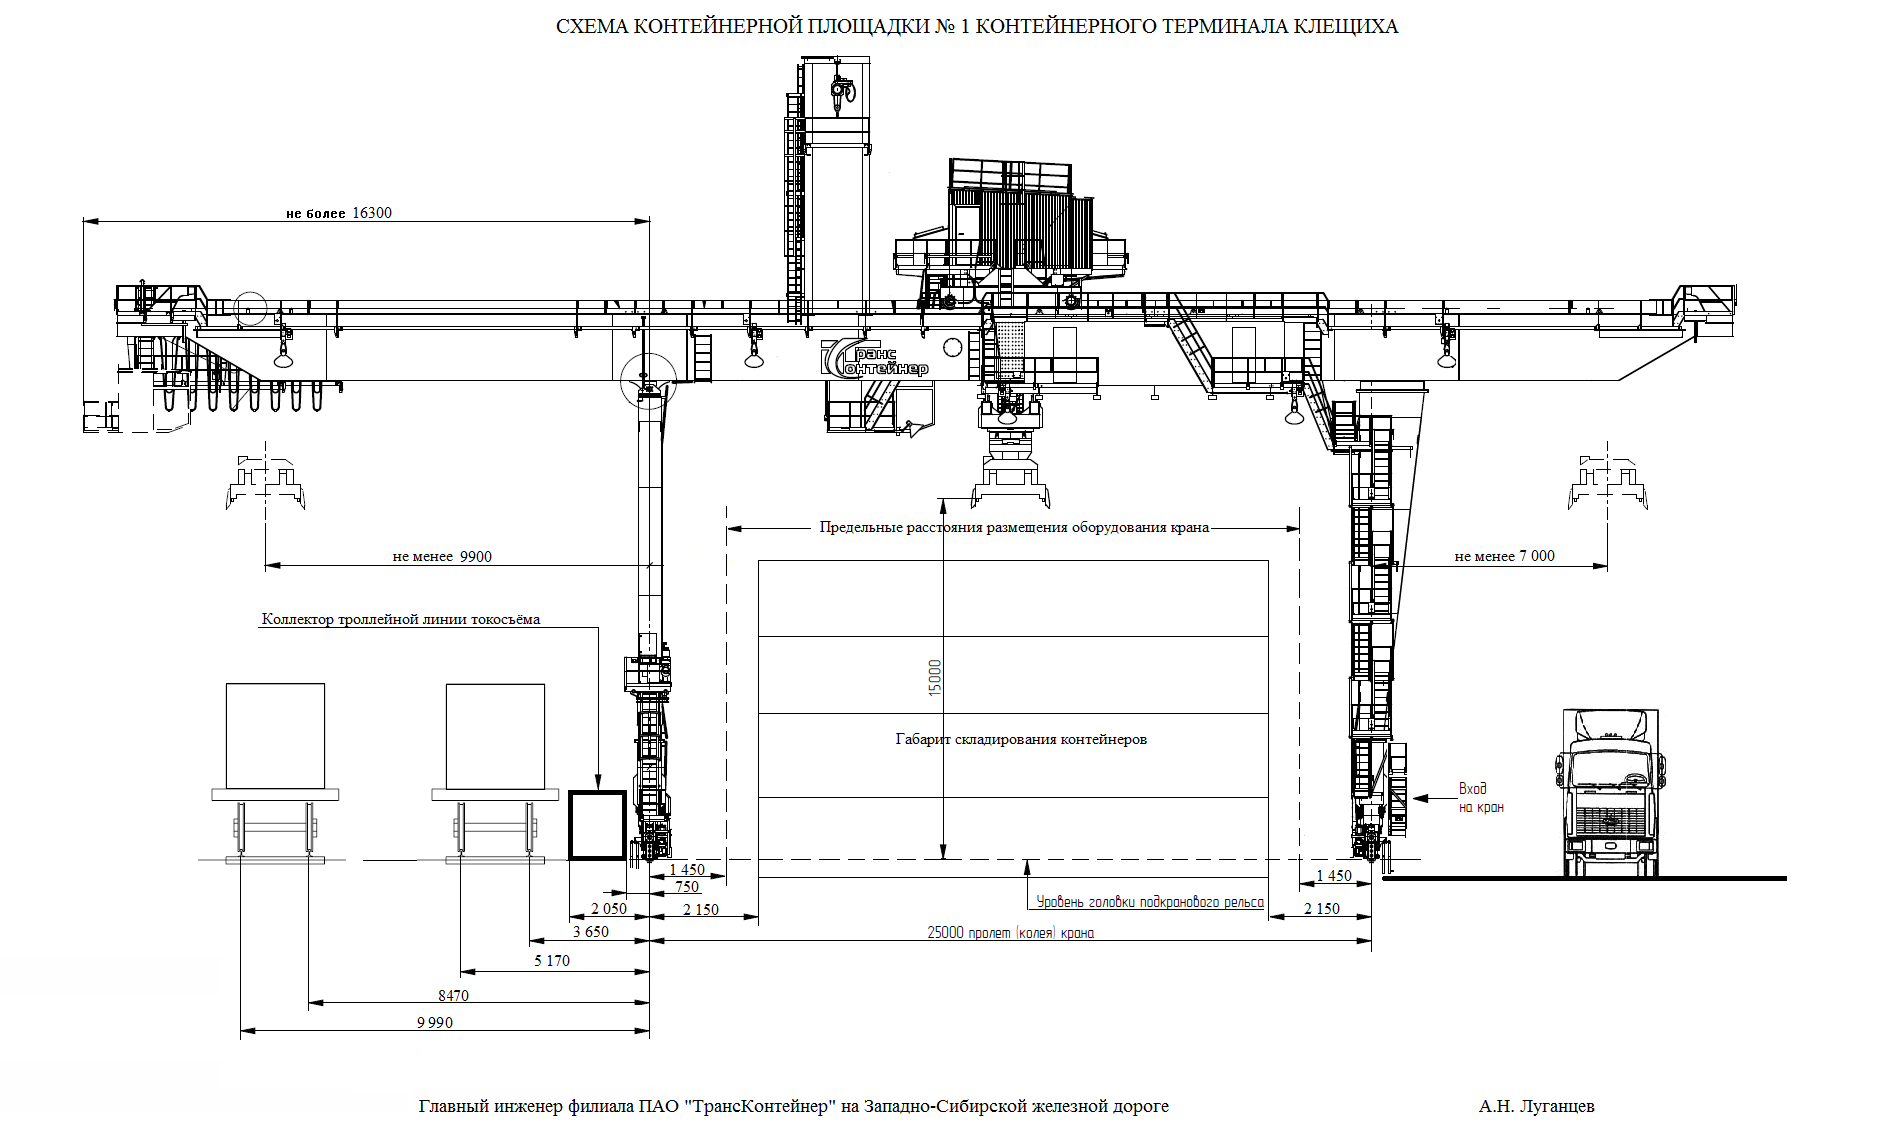 СХЕМА КОНТЕЙНЕРНОЙ ПЛОЩАДКИ № 1 КОНТЕЙНЕРНОГО ТЕРМИНАЛА КЛЕЩИХА
не более 16300
Транс
Контейнер
Предельные расстояния размещения оборудования крана
не менее 9900
не менее 7 000
Коллектор троллейной линии токосъёма
15000
Габарит складирования контейнеров
Вход
на кран
1 450
750
2 050
2 150
1 450
Уровень головки подкранового рельса
2 150
3 650
25000 пролет (колея) крана
5 170
8470
9 990
Главный инженер филиала ПАО "ТрансКонтейнер" на Западно-Сибирской железной дороге
А.Н. Луганцев